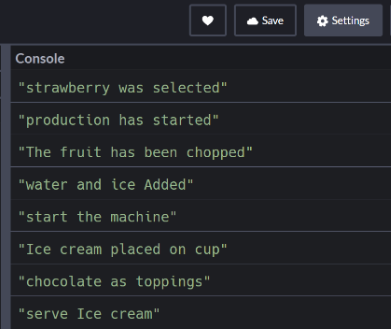 Save
Settings
Console
"strawberry was selected"
"production has started"
"The fruit has been chopped"
"water and ice Added"
"start the machine"
"Ice cream placed on cup"
"chocolate as toppings"
"serve Ice cream"